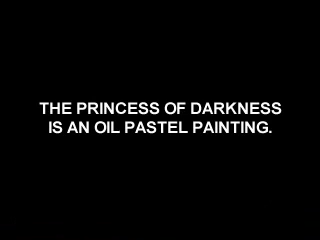 THE PRINCESS OF DARKNESS
IS AN OIL PASTEL PAINTING.